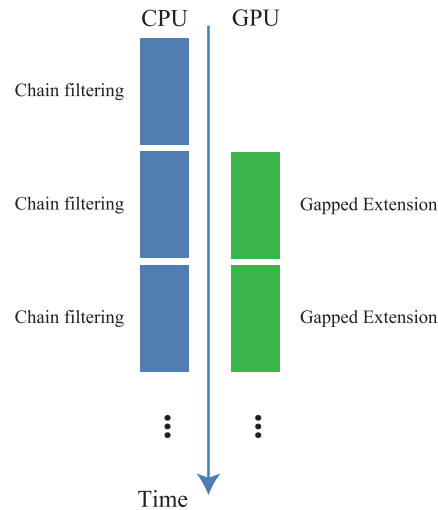 CPU
GPU
Chain filtering
Chain filtering
Gapped Extension
Chain filtering
Gapped Extension
Time